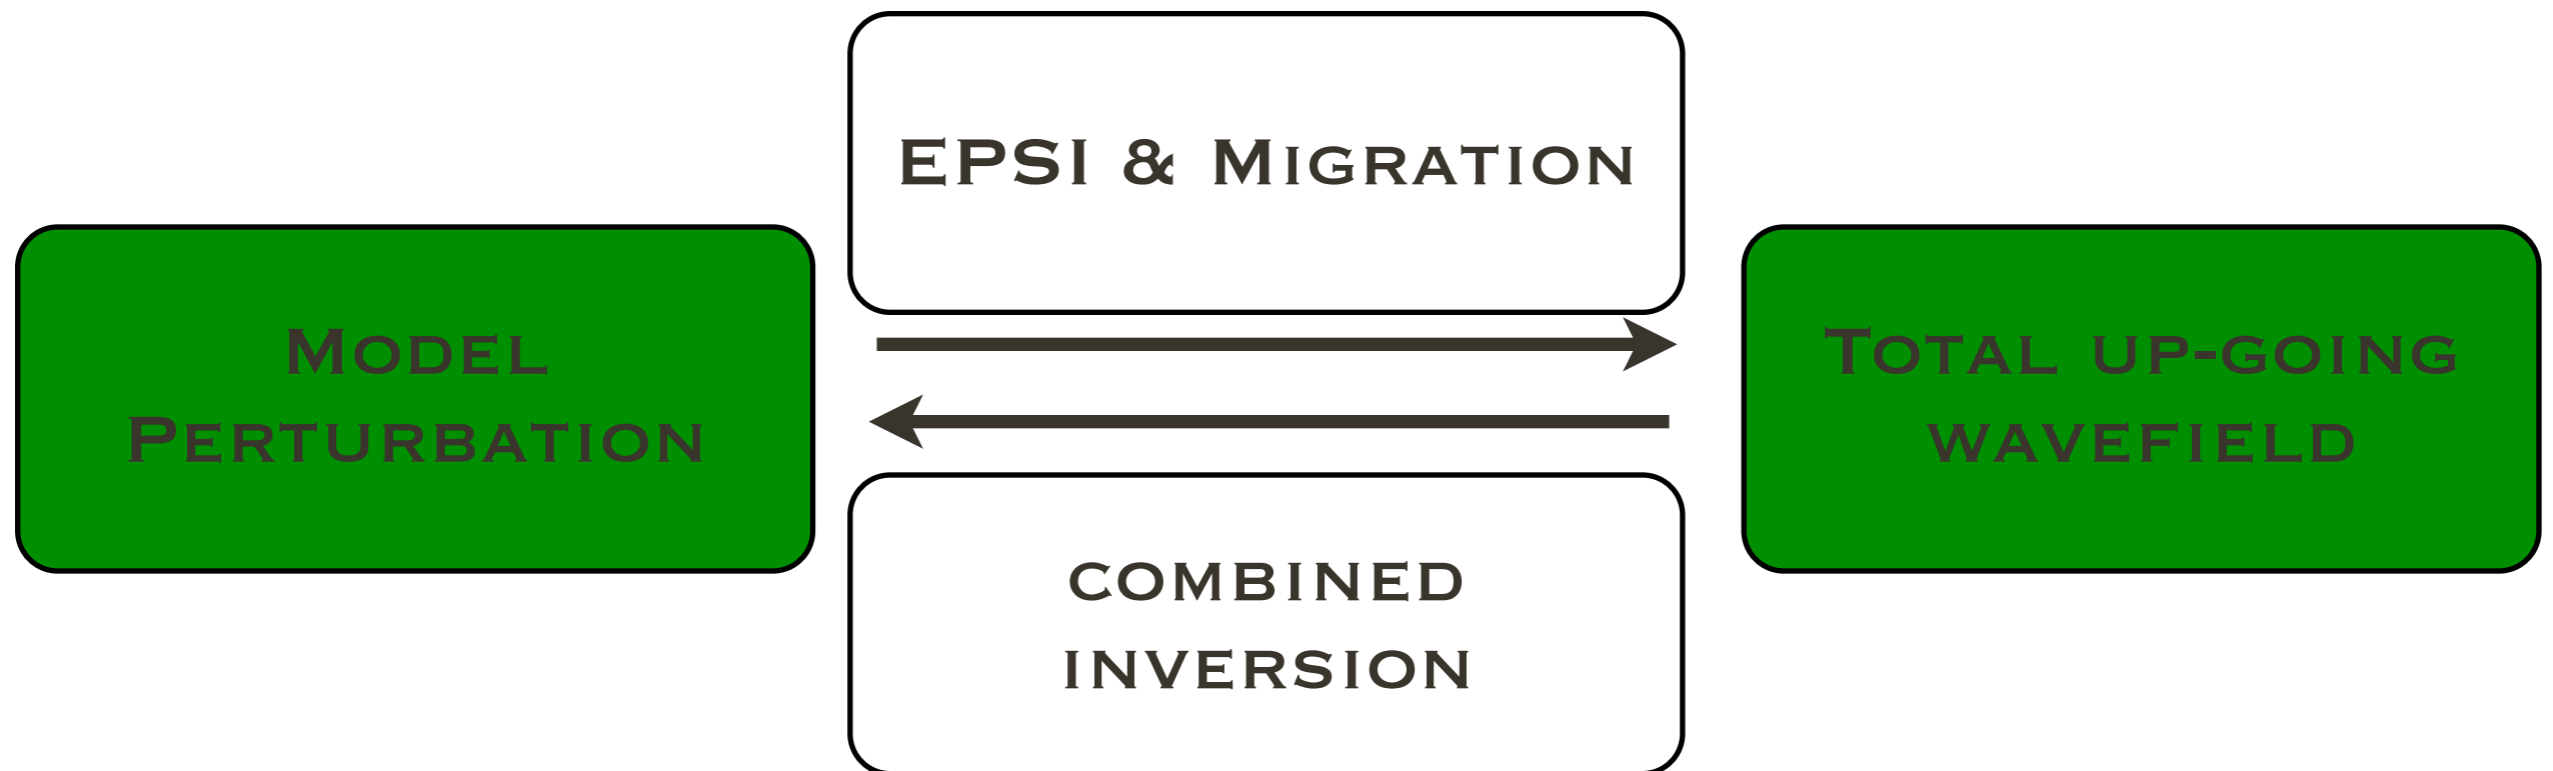 EPSI & Migration
Model
Perturbation
Total up-going
wavefield
combined
inversion